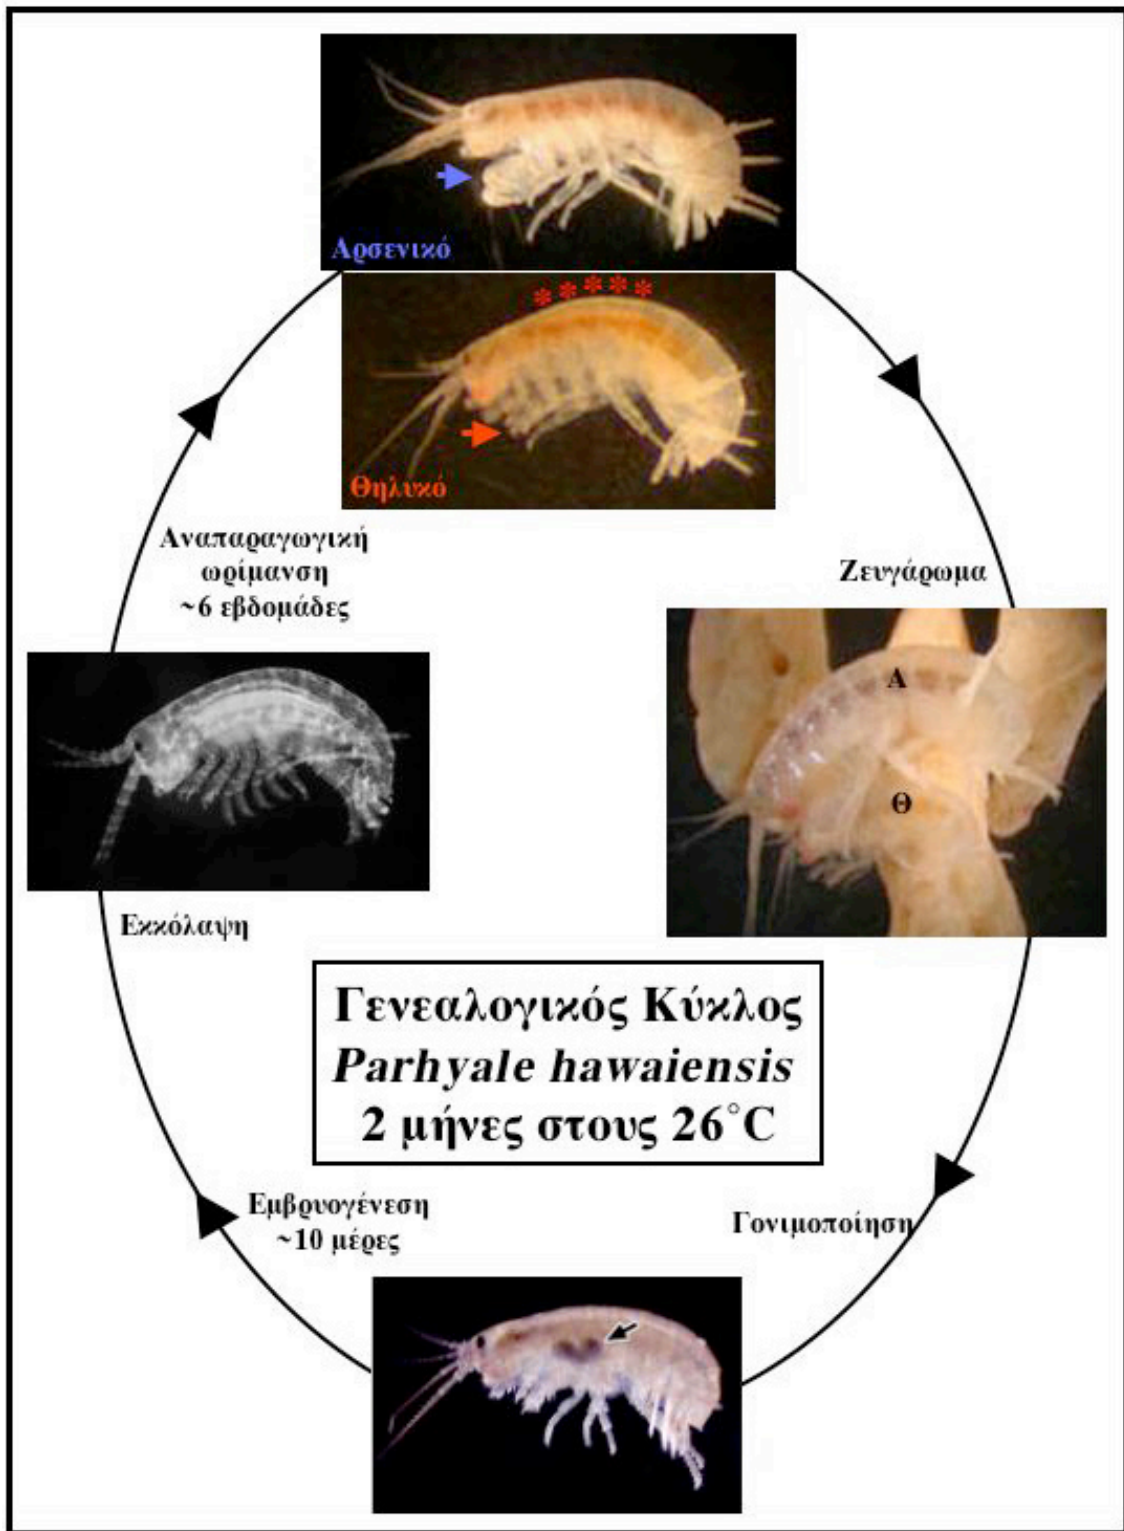 Αρσενικό
*****
Θηλυκό
Αναπαραγωγική
ωρίμανση
~6 εβδομάδες
Ζευγάρωμα
Α
Θ
Εκκόλαψη
Γενεαλογικός Κύκλος
Parhyale hawaiensis
2 μήνες στους 26°C
Εμβρυογένεση
~10 μέρες
Γονιμοποίηση